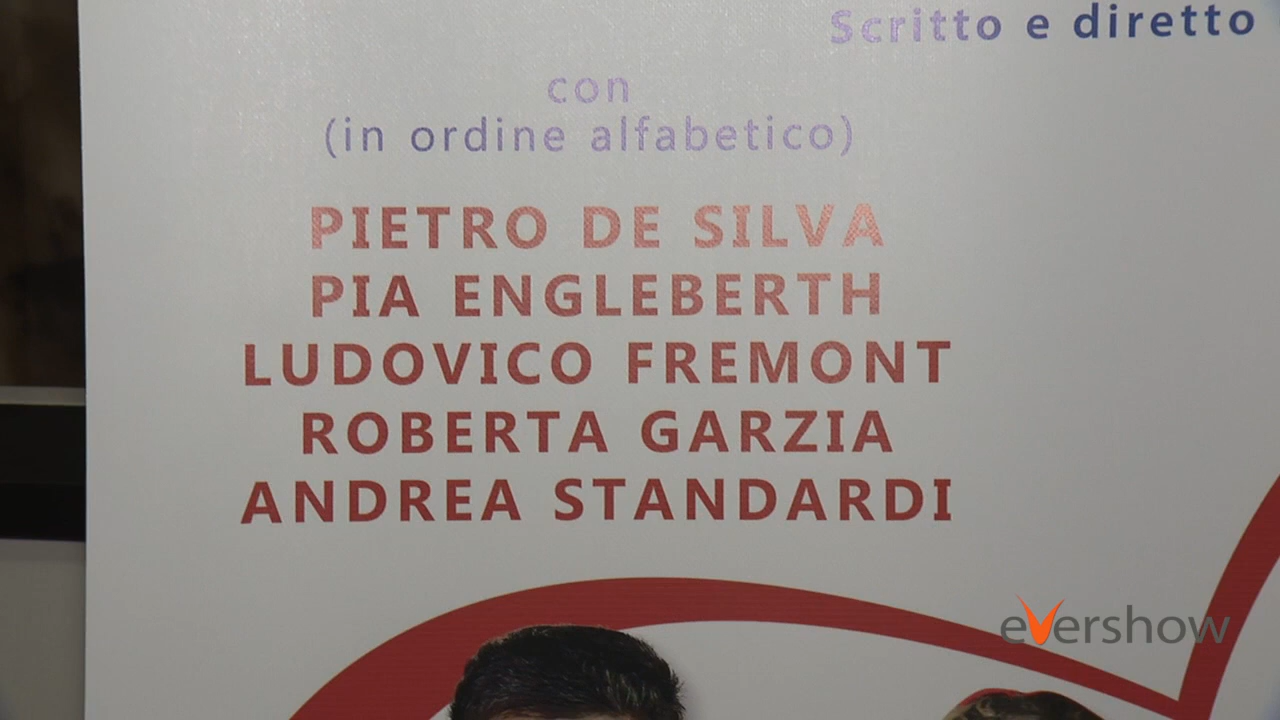 Scritto e diretto
con
(in ordine alfabetico)
PIETRO DE SILVA
PIA ENGLEBERTH
LUDOVICO FREMONT
ROBERTA GARZIA
ANDREA STANDARDI
evershow